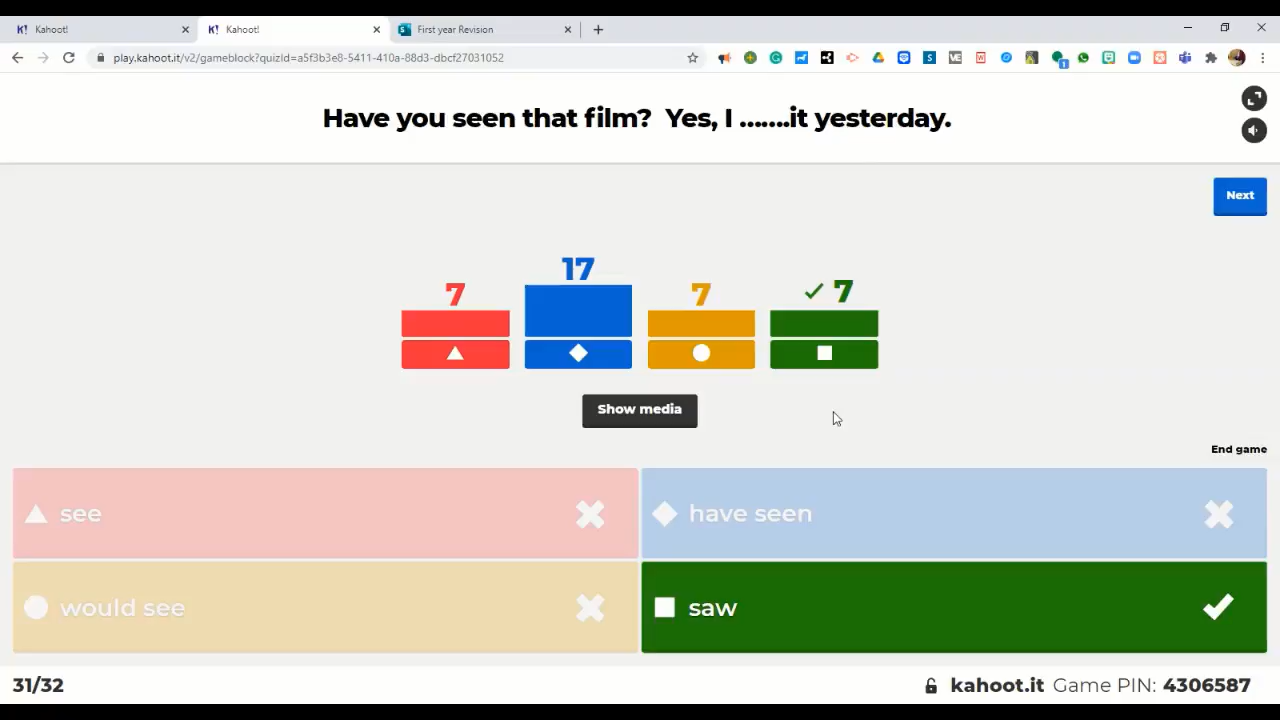 Kahoot!
Kahoot!
First year Revision
play.kahoot.it/v2/gameblock?quizId=a5f3b3e8-5411-410a-88d3-dbcf27031052
Have you seen that film?  Yes, I .......it yesterday.
Next
7
17
7
7
Show media
End game
see
have seen
would see
saw
31/32
kahoot.it Game PIN: 4306587